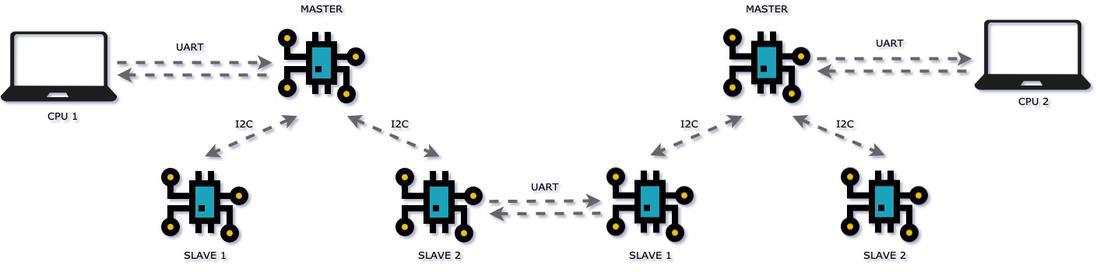 MASTER
MASTER
UART
UART
CPU 1
CPU 2
I2C
I2C
I2C
I2C
UART
SLAVE 1
SLAVE 2
SLAVE 1
SLAVE 2